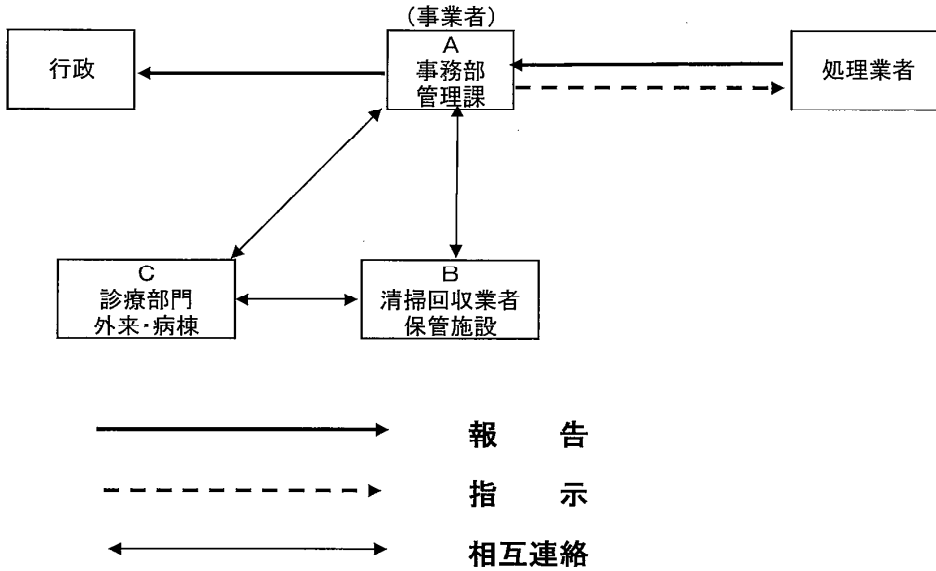 (事業者)
行政
A
事務部
管理課
処理業者
C
診療部門
外来・病棟
B
清掃回収業者
保管施設
報　告
指　示
相互連絡